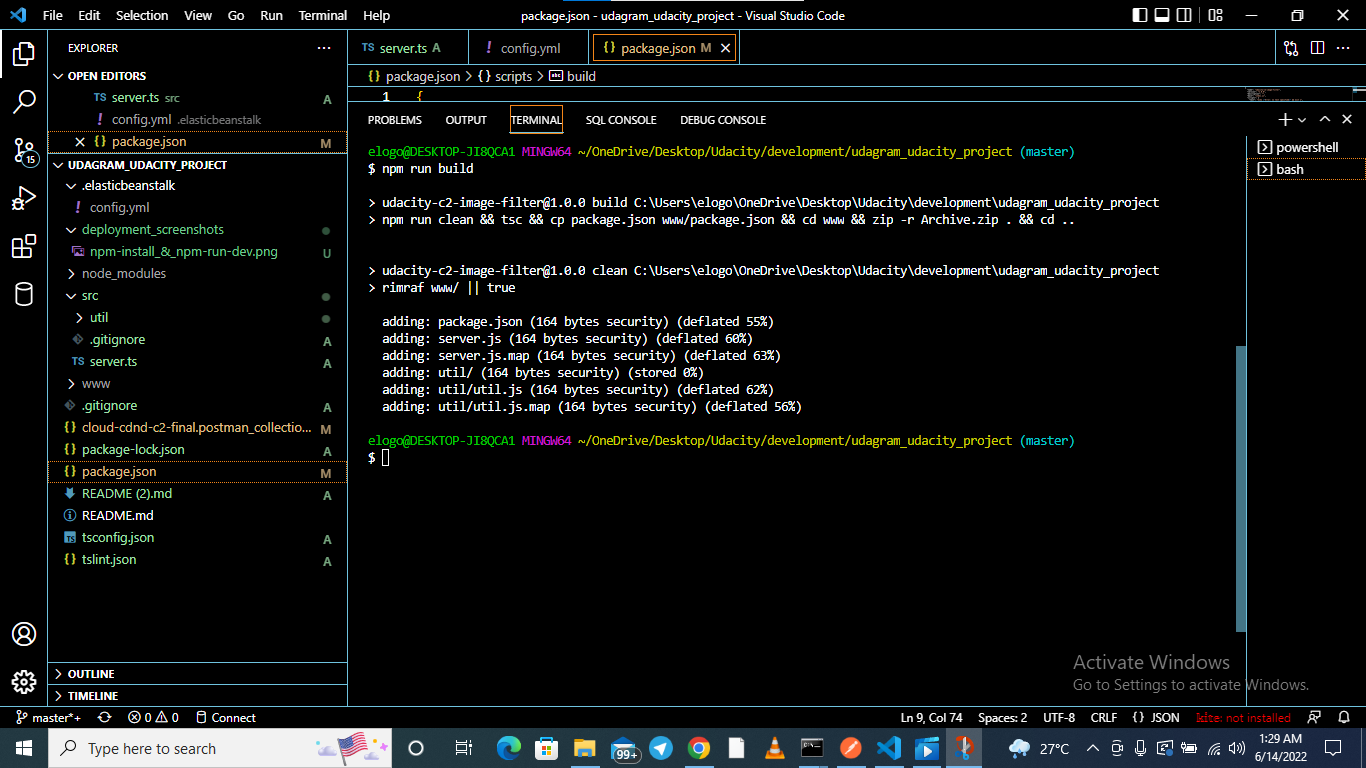 File Edit Selection View Go Run Terminal Help
package.json - udagram_udacity_project - Visual Studio Code
EXPLORER
OPEN EDITORS
TS server.ts src A
! config.yml .elasticbeanstalk
{} package.json M
UDAGRAM_UDACITY_PROJECT
.elasticbeanstalk
! config.yml
deployment_screenshots
npm-install_&_npm-run-dev.png U
node_modules
src
util
.gitignore A
TS server.ts A
www
.gitignore A
{} cloud-cdnd-c2-final.postman_collectio... M
{} package-lock.json A
{} package.json M
README (2).md A
README.md
TS tsconfig.json A
{} tslint.json A
OUTLINE
TIMELINE
15
TS server.ts A
! config.yml
{} package.json M
{} package.json > {} scripts > abc build
1 {
PROBLEMS OUTPUT TERMINAL SQL CONSOLE DEBUG CONSOLE
elogo@DESKTOP-JI8QCA1 MINGW64 ~/OneDrive/Desktop/Udacity/development/udagram_udacity_project (master)
$ npm run build
> udacity-c2-image-filter@1.0.0 build C:\Users\elogo\OneDrive\Desktop\Udacity\development\udagram_udacity_project
> npm run clean && tsc && cp package.json www/package.json && cd www && zip -r Archive.zip . && cd ..
> udacity-c2-image-filter@1.0.0 clean C:\Users\elogo\OneDrive\Desktop\Udacity\development\udagram_udacity_project
> rimraf www/ || true
adding: package.json (164 bytes security) (deflated 55%)
adding: server.js (164 bytes security) (deflated 60%)
adding: server.js.map (164 bytes security) (deflated 63%)
adding: util/ (164 bytes security) (stored 0%)
adding: util/util.js (164 bytes security) (deflated 62%)
adding: util/util.js.map (164 bytes security) (deflated 56%)
elogo@DESKTOP-JI8QCA1 MINGW64 ~/OneDrive/Desktop/Udacity/development/udagram_udacity_project (master)
$
powershell
bash
Activate Windows
Go to Settings to activate Windows.
master*+ 0 0 Connect
Ln 9, Col 74 Spaces: 2 UTF-8 CRLF {} JSON not installed
Type here to search
99+
27°C
1:29 AM
6/14/2022